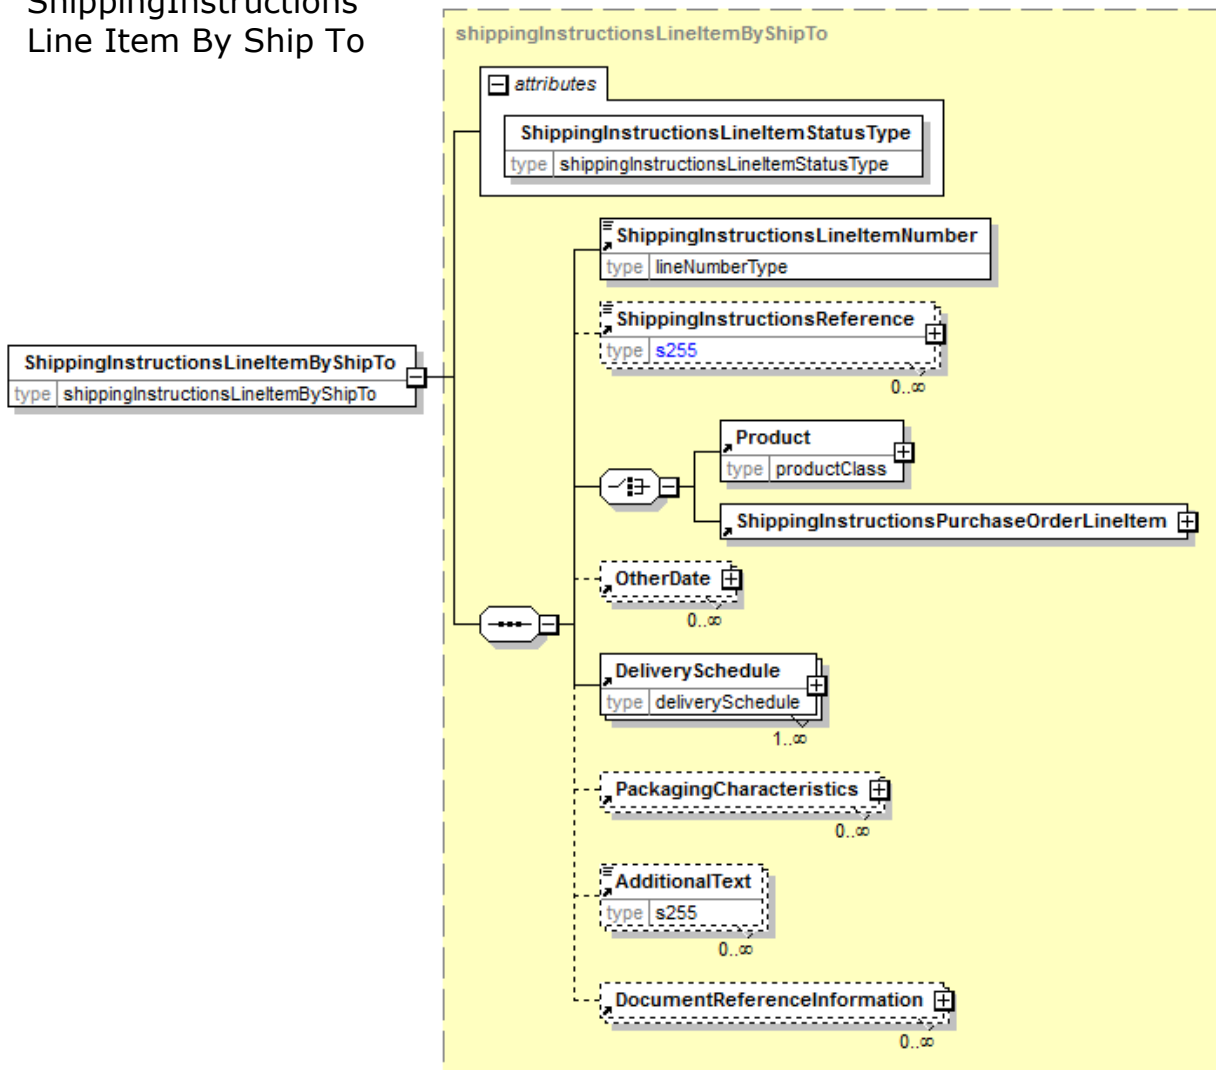 ShippingInstructions
Line Item By Ship To
shippingInstructionsLineItemByShipTo
attributes
ShippingInstructionsLineItemStatusType
type shippingInstructionsLineItemStatusType
ShippingInstructionsLineItemNumber
type lineNumberType
ShippingInstructionsReference
type s255
0..∞
ShippingInstructionsLineItemByShipTo
type shippingInstructionsLineItemByShipTo
Product
type productClass
ShippingInstructionsPurchaseOrderLineItem
OtherDate
0..∞
DeliverySchedule
type deliverySchedule
1..∞
PackagingCharacteristics
0..∞
AdditionalText
type s255
0..∞
DocumentReferenceInformation
0..∞